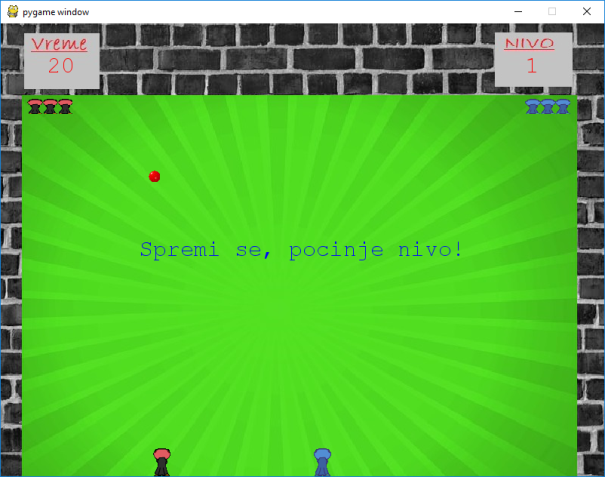 pygame window
Vreme
20
NIVO
1
Spremi se, pocinje nivo!